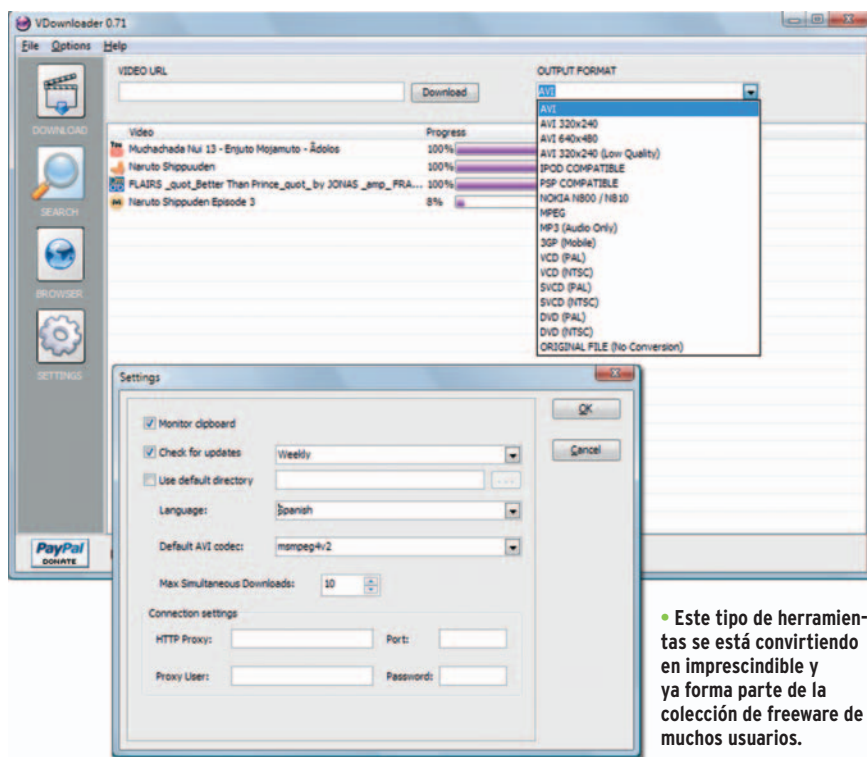 VDownloader 0.71
File Options Help
VIDEO URL
OUTPUT FORMAT
Download
AVI
DOWNLOAD
SEARCH
BROWSER
SETTINGS
Video Progress
You
Muchachada Nui 13 - Enjuto Mojamuto - Ãdolos 100%
Naruto Shippuuden 100%
FLAIRS _quot_Better Than Prince_quot_ by JONAS _amp_FRA... 100%
Naruto Shippuden Episode 3 8%
AVI
AVI 320x240
AVI 640x480
AVI 320x240 (Low Quality)
IPOD COMPATIBLE
PSP COMPATIBLE
NOKIA N800 / N810
MPEG
MP3 (Audio Only)
3GP (Mobile)
VCD (PAL)
VCD (NTSC)
SVCD (PAL)
SVCD (NTSC)
DVD (PAL)
DVD (NTSC)
ORIGINAL FILE (No Conversion)
PayPal
DONATE
Settings
Monitor clipboard
Check for updates Weekly
Use default directory ...
Language: Spanish
Default AVI codec: msmpeg4v2
Max Simultaneous Downloads: 10
Connection settings
HTTP Proxy: Port:
Proxy User: Password:
OK
Cancel
• Este tipo de herramien-
tas se está convirtiendo
en imprescindible y
ya forma parte de la
colección de freeware de
muchos usuarios.